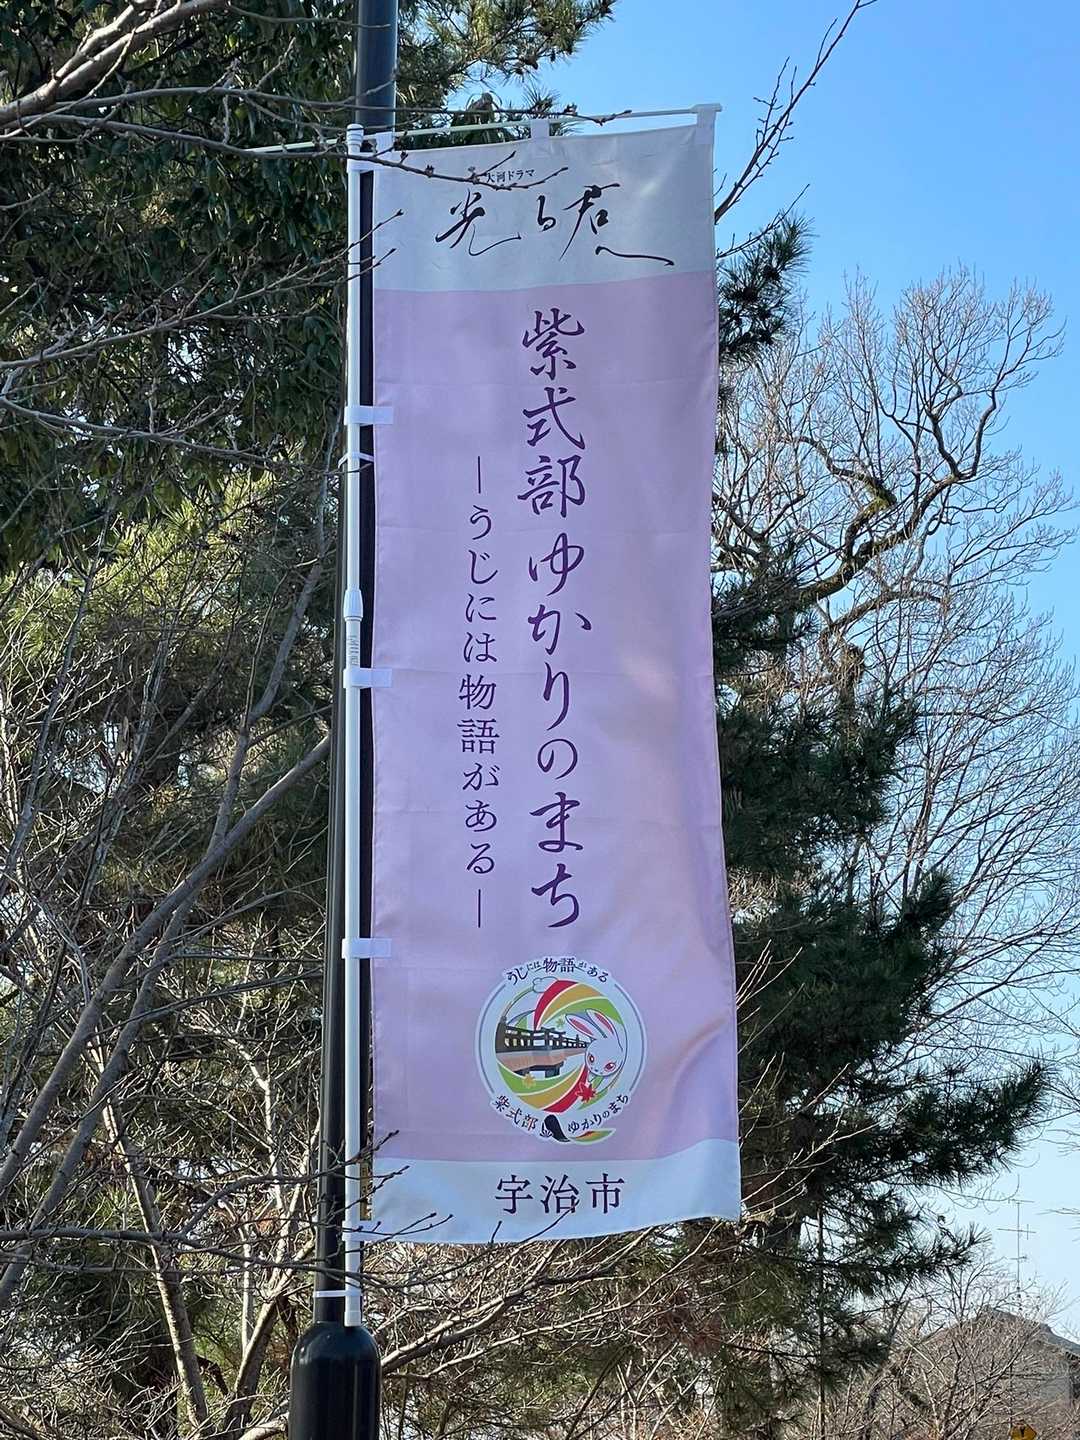 大河ドラマ
光る君へ
紫式部ゆかりのまち
―うじには物語がある―
うじには物語がある
紫式部ゆかりのまち
宇治市